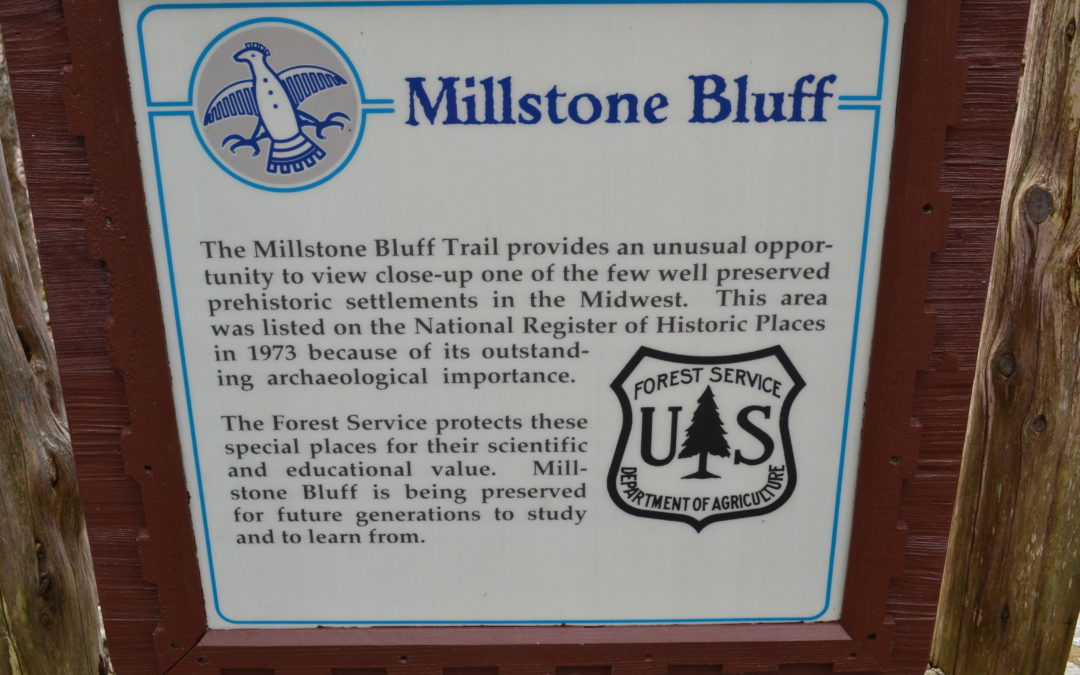 Millstone Bluff
The Millstone Bluff Trail provides an unusual oppor-
tunity to view close-up one of the few well preserved
prehistoric settlements in the Midwest. This area
was listed on the National Register of Historic Places
in 1973 because of its outstand-
ing archaeological importance.
The Forest Service protects these
special places for their scientific
and educational value. Mill-
stone Bluff is being preserved
for future generations to study
and to learn from.
FOREST SERVICE
U S
DEPARTMENT OF AGRICULTURE